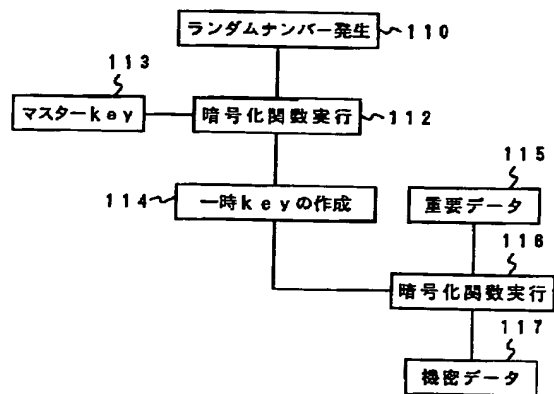 ランダムナンバー発生
110
113
マスターkey
暗号化関数実行
112
115
114
一時keyの作成
重要データ
116
暗号化関数実行
117
機密データ